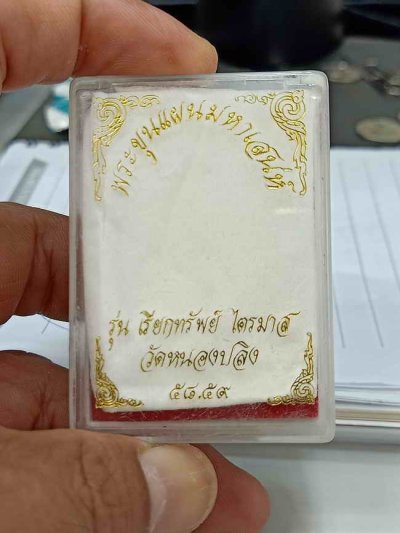 พระขุนแผนมหาเสน่ห์
รุ่น เรียกทรัพย์ ไตรมาส
วัดหนองปลิง
๕๘.๕๙